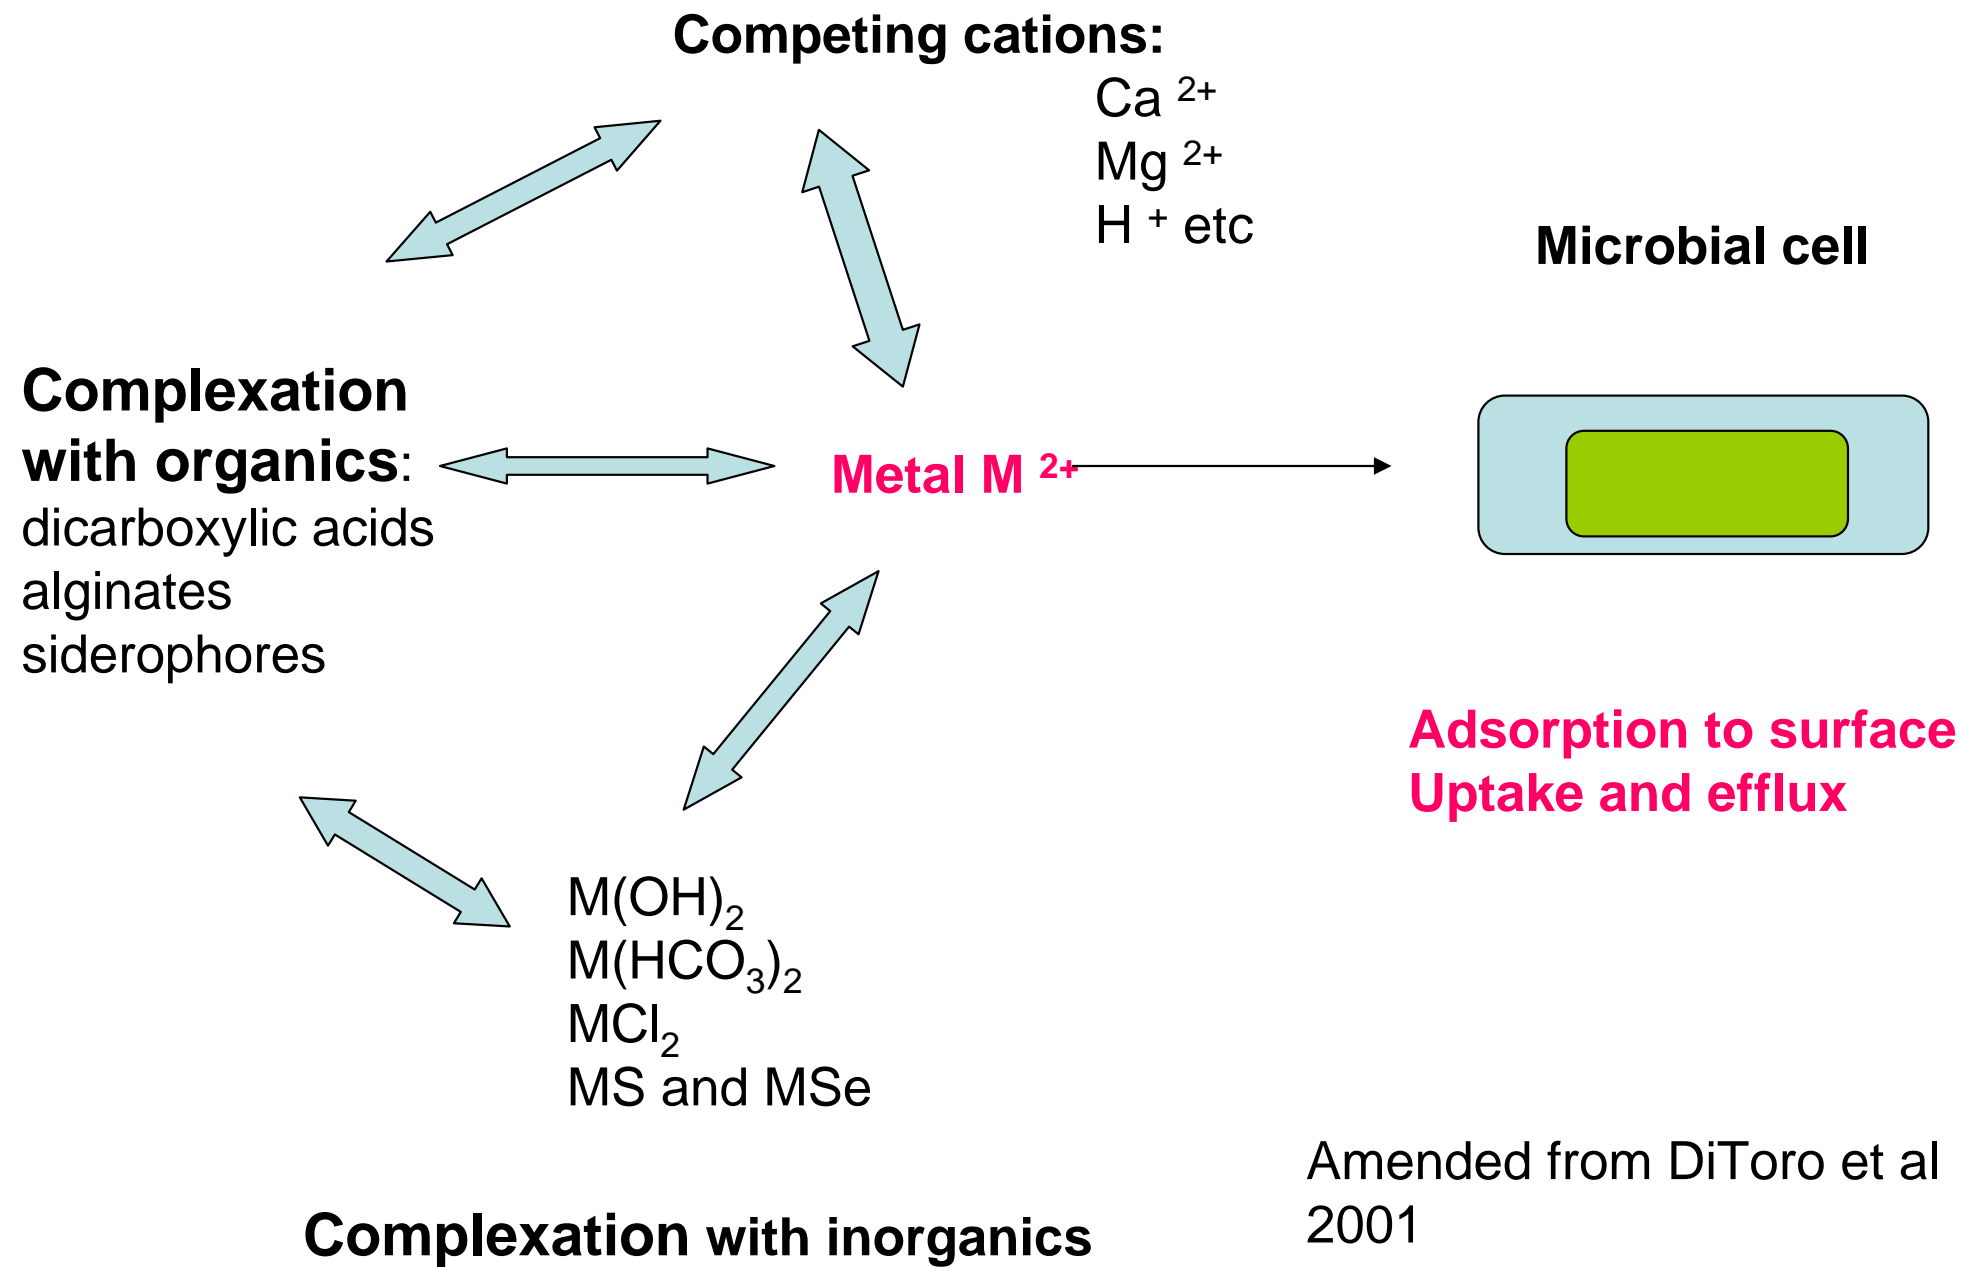 Competing cations:
Ca ²⁺
Mg ²⁺
H ⁺ etc
Microbial cell
Complexation
with organics:
dicarboxylic acids
alginates
siderophores
Metal M ²⁺
Adsorption to surface
Uptake and efflux
M(OH)₂
M(HCO₃)₂
MCl₂
MS and MSe
Complexation with inorganics
Amended from DiToro et al
2001